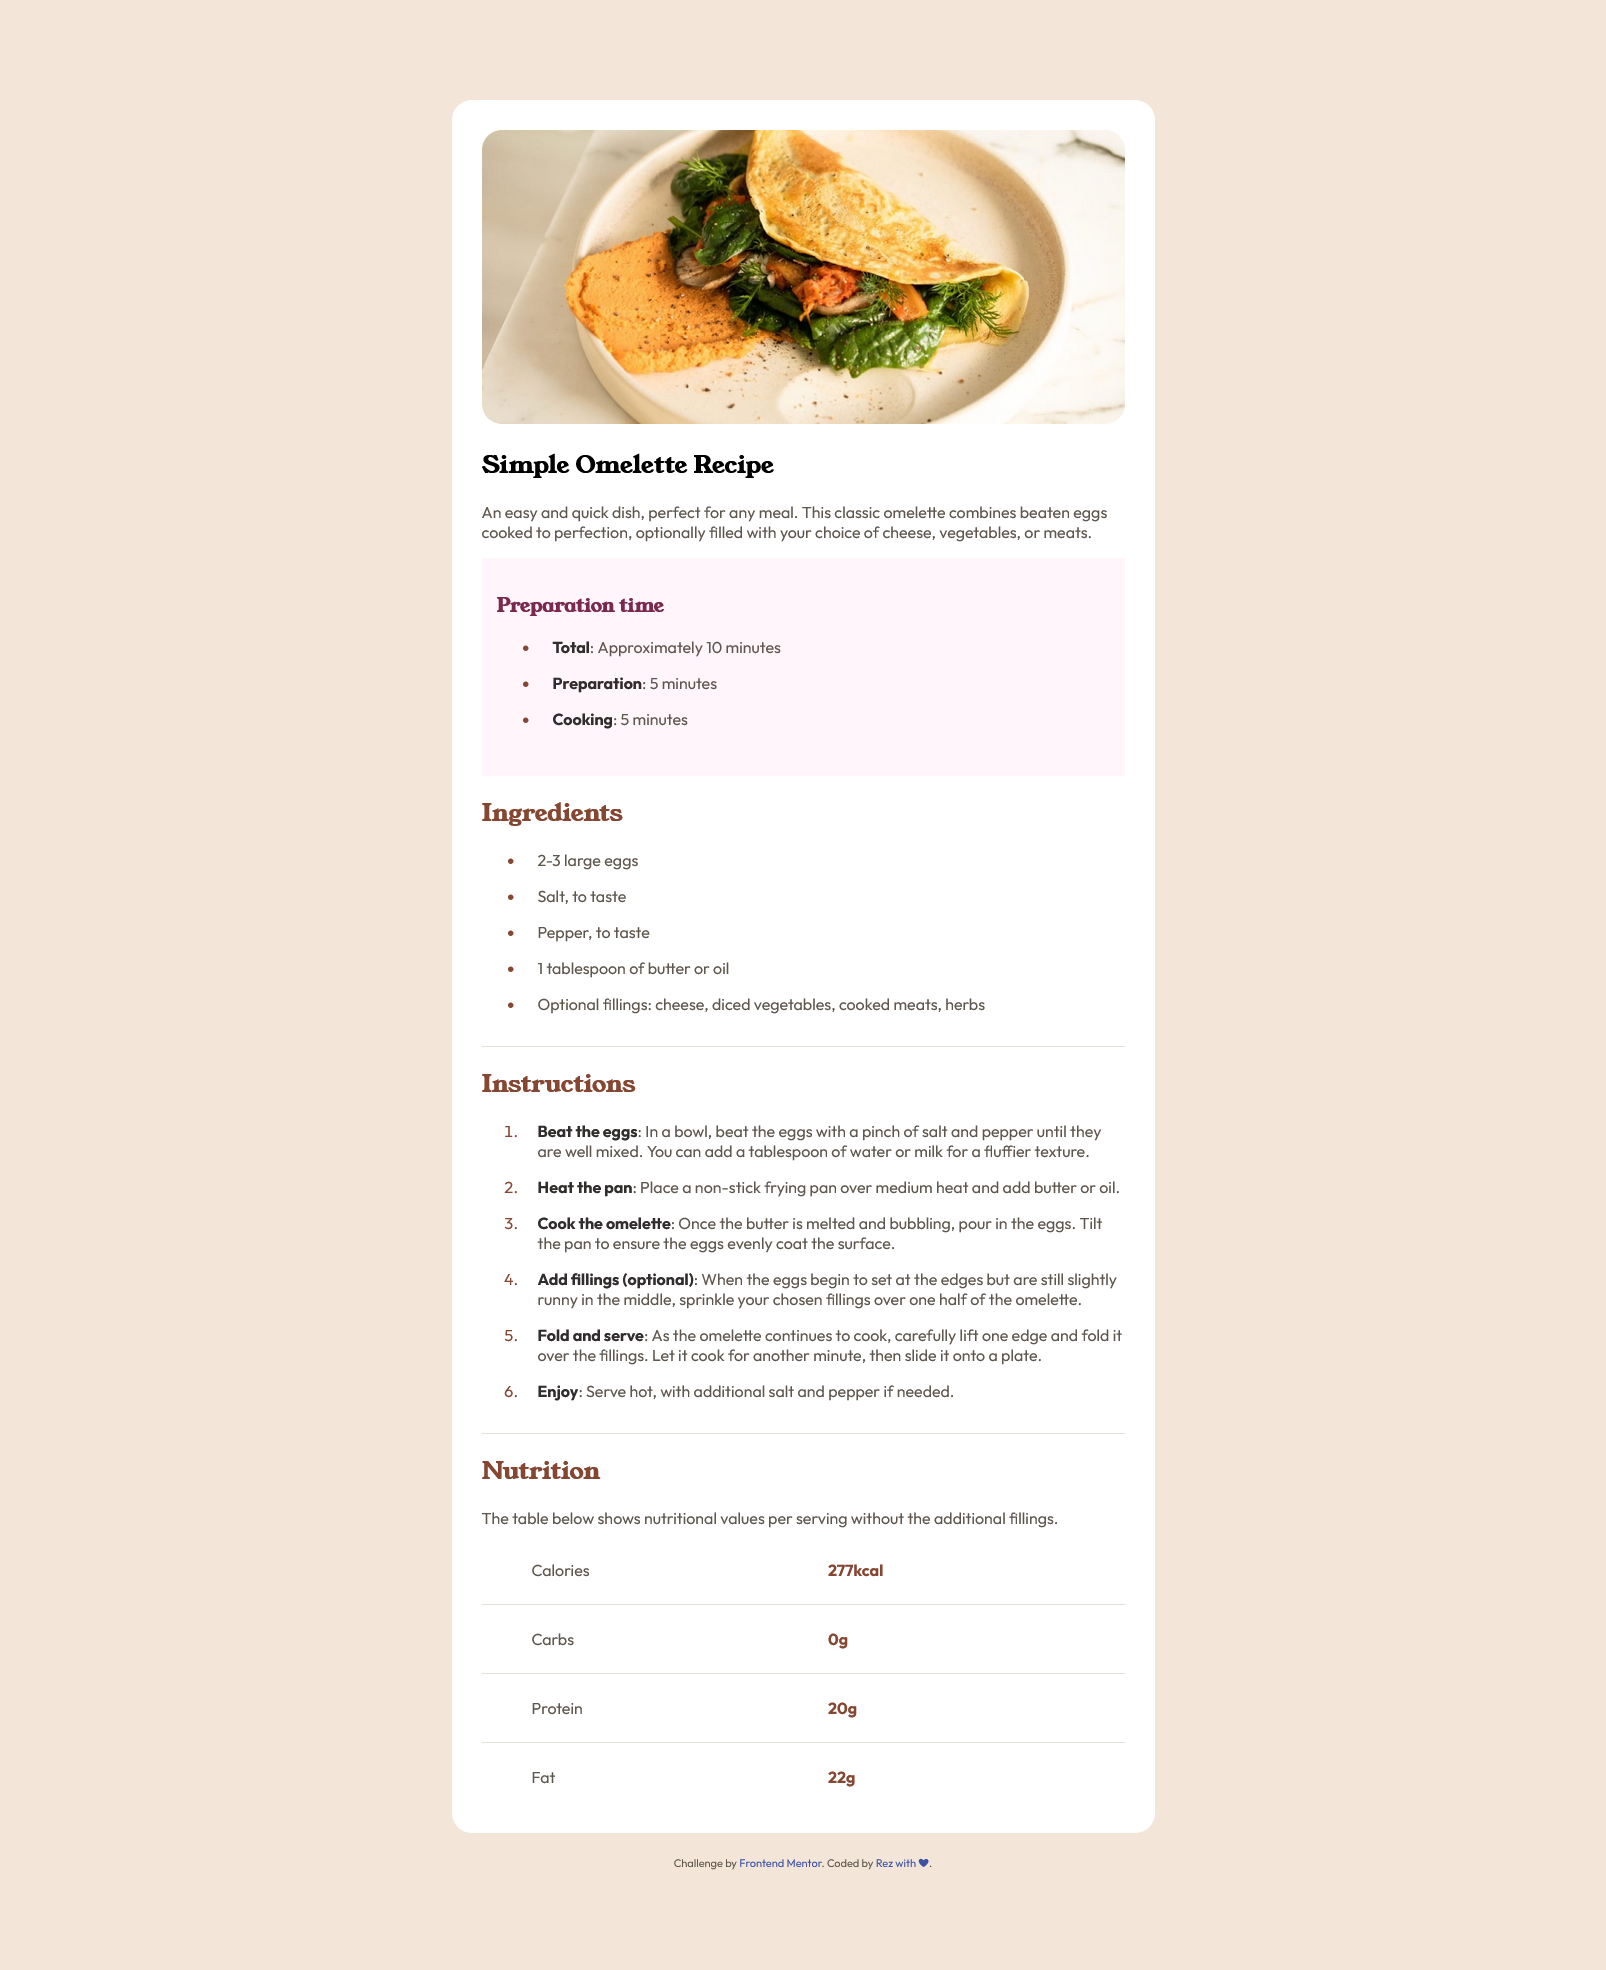 Simple Omelette Recipe
An easy and quick dish, perfect for any meal. This classic omelette combines beaten eggs
cooked to perfection, optionally filled with your choice of cheese, vegetables, or meats.
Preparation time
• Total: Approximately 10 minutes
• Preparation: 5 minutes
• Cooking: 5 minutes
Ingredients
• 2-3 large eggs
• Salt, to taste
• Pepper, to taste
• 1 tablespoon of butter or oil
• Optional fillings: cheese, diced vegetables, cooked meats, herbs
Instructions
1. Beat the eggs: In a bowl, beat the eggs with a pinch of salt and pepper until they
are well mixed. You can add a tablespoon of water or milk for a fluffier texture.
2. Heat the pan: Place a non-stick frying pan over medium heat and add butter or oil.
3. Cook the omelette: Once the butter is melted and bubbling, pour in the eggs. Tilt
the pan to ensure the eggs evenly coat the surface.
4. Add fillings (optional): When the eggs begin to set at the edges but are still slightly
runny in the middle, sprinkle your chosen fillings over one half of the omelette.
5. Fold and serve: As the omelette continues to cook, carefully lift one edge and fold it
over the fillings. Let it cook for another minute, then slide it onto a plate.
6. Enjoy: Serve hot, with additional salt and pepper if needed.
Nutrition
The table below shows nutritional values per serving without the additional fillings.
Calories 277kcal
Carbs 0g
Protein 20g
Fat 22g
Challenge by Frontend Mentor. Coded by Rez with ♥.